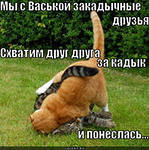 Мы с Васькой закадычные
друзья
Схватим друг друга
за кадык
и понеслась...